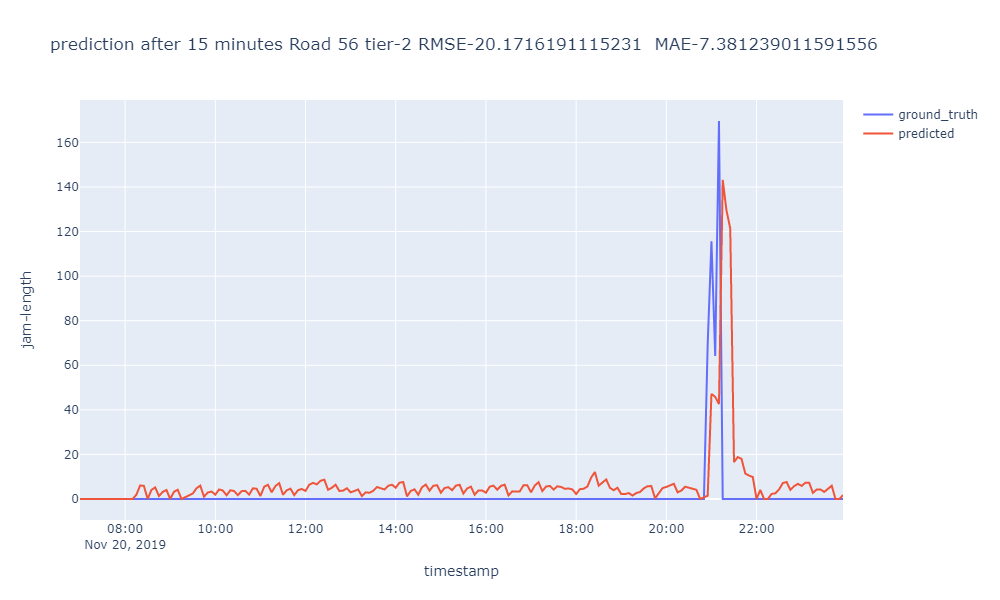 prediction after 15 minutes Road 56 tier-2 RMSE-20.1716191115231  MAE-7.381239011591556
ground_truth
predicted
160
140
120
100
80
60
40
20
0
jam-length
08:00 10:00 12:00 14:00 16:00 18:00 20:00 22:00
Nov 20, 2019
timestamp